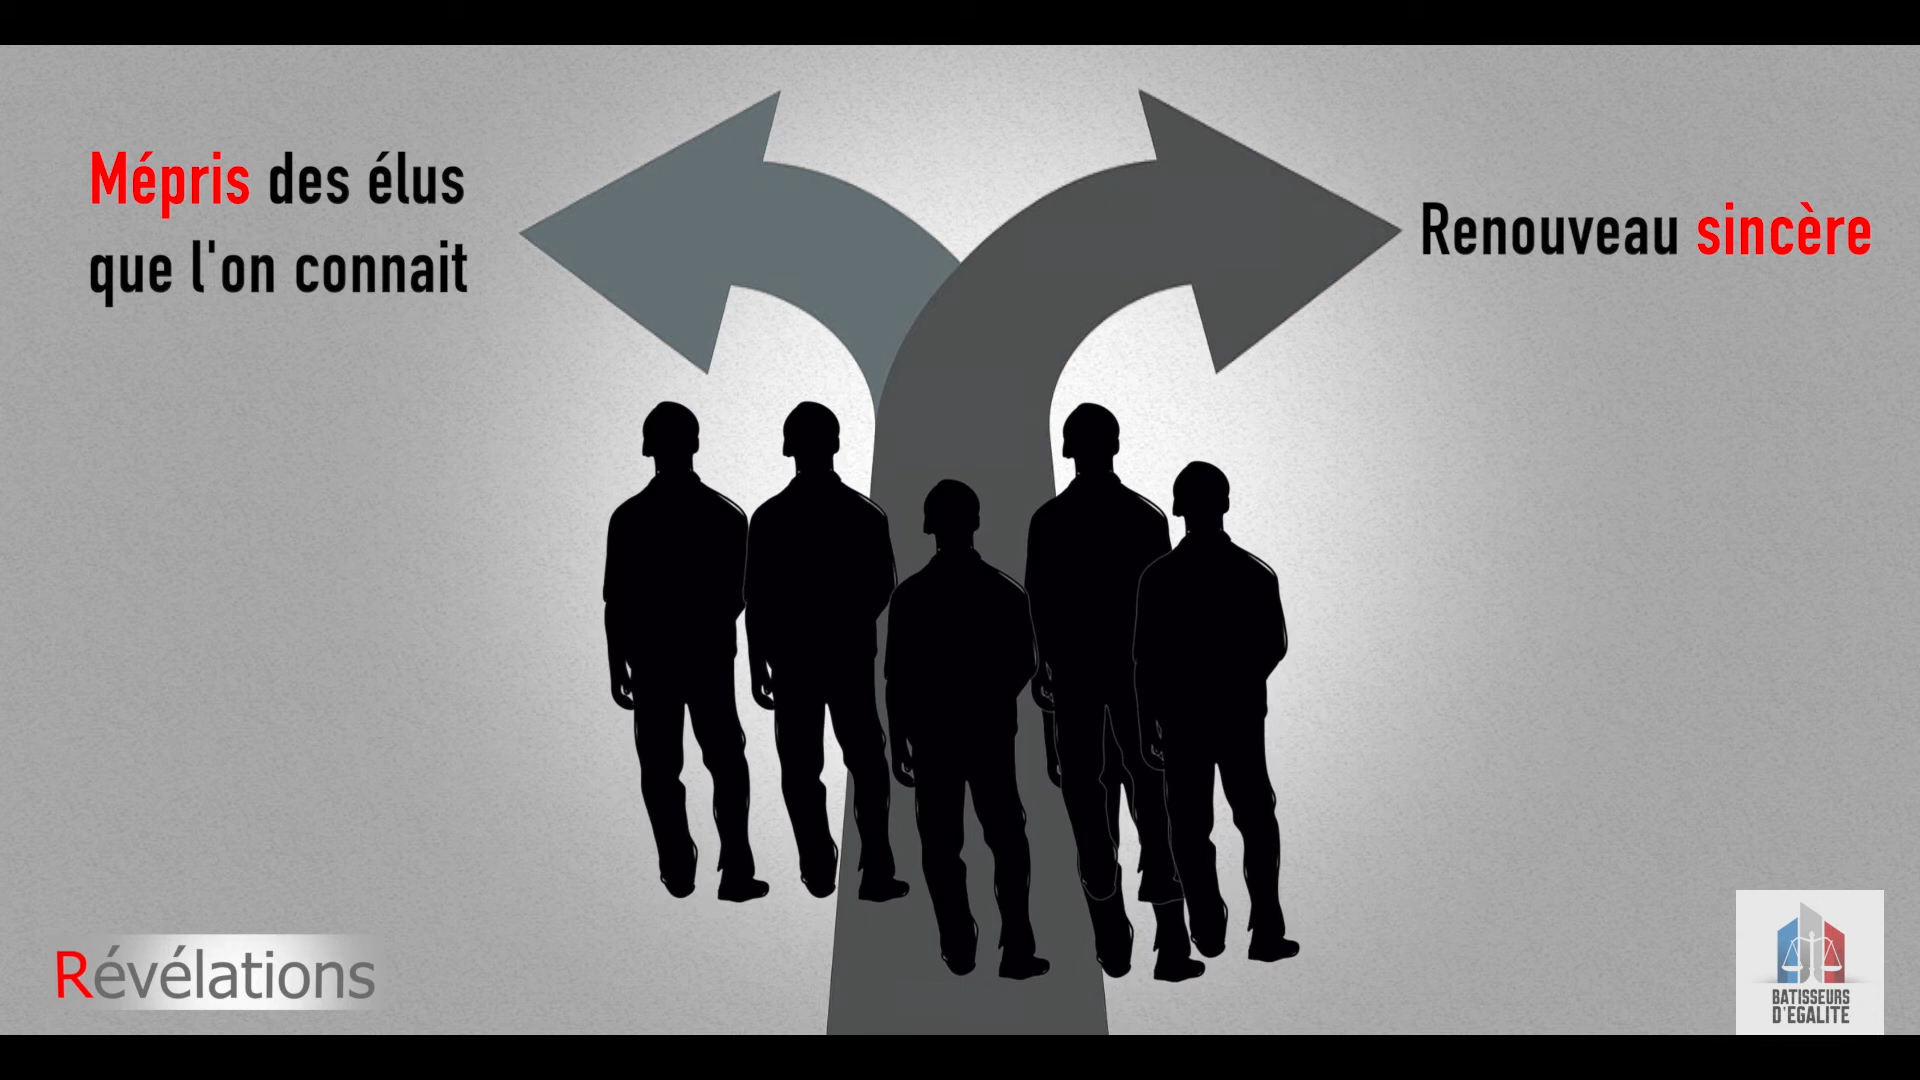 Mépris des élus
que l'on connait
Renouveau sincère
Révélations
BATISSEURS
D'EGALITE